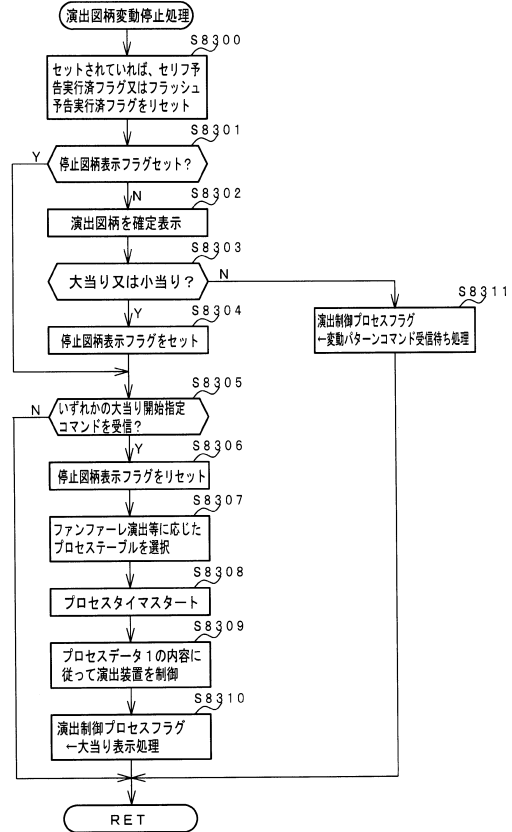 演出図柄変動停止処理
S8300
セットされていれば、セリフ予
告実行済フラグ又はフラッシュ
予告実行済フラグをリセット
S8301
Y
停止図柄表示フラグセット？
N
S8302
演出図柄を確定表示
S8303
大当り又は小当り？
N
Y
S8304
停止図柄表示フラグをセット
S8311
演出制御プロセスフラグ
←変動パターンコマンド受信待ち処理
S8305
N
いずれかの大当り開始指定
コマンドを受信？
Y
S8306
停止図柄表示フラグをリセット
S8307
ファンファーレ演出等に応じた
プロセステーブルを選択
S8308
プロセスタイマスタート
S8309
プロセスデータ１の内容に
従って演出装置を制御
S8310
演出制御プロセスフラグ
←大当り表示処理
RET